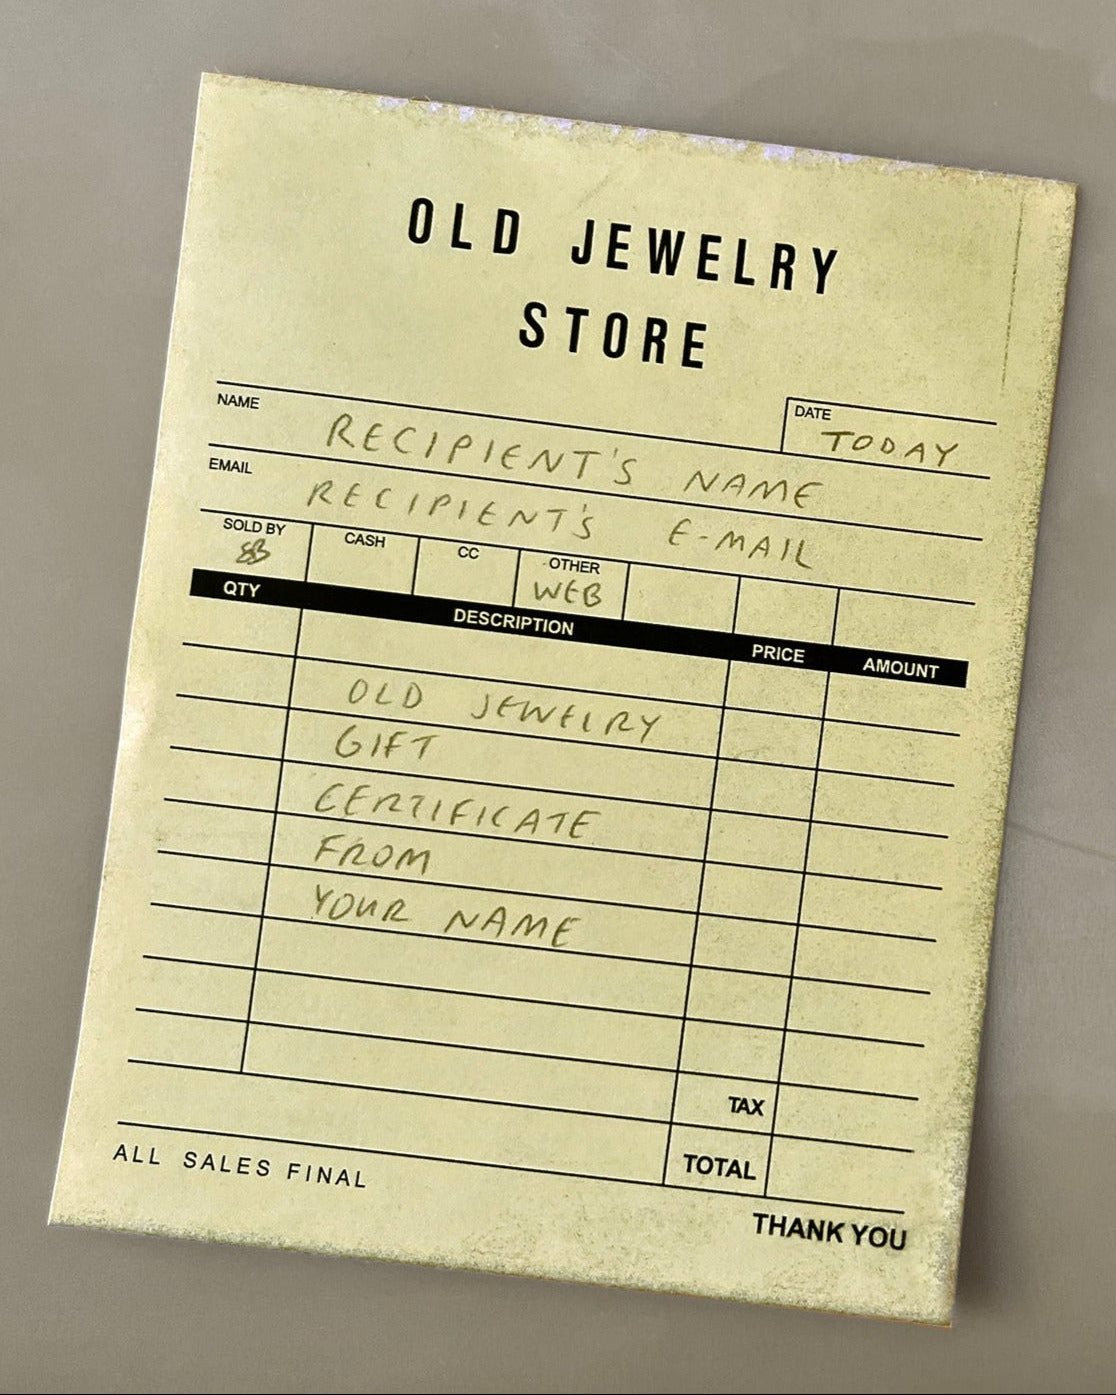 OLD JEWELRY
STORE
NAME RECIPIENT'S NAME
DATE TODAY
EMAIL RECIPIENT'S E-MAIL
SOLD BY CASH CC OTHER
SB WEB
QTY DESCRIPTION PRICE AMOUNT
OLD JEWELRY
GIFT
CERTIFICATE
FROM
YOUR NAME
TAX
TOTAL
ALL SALES FINAL
THANK YOU